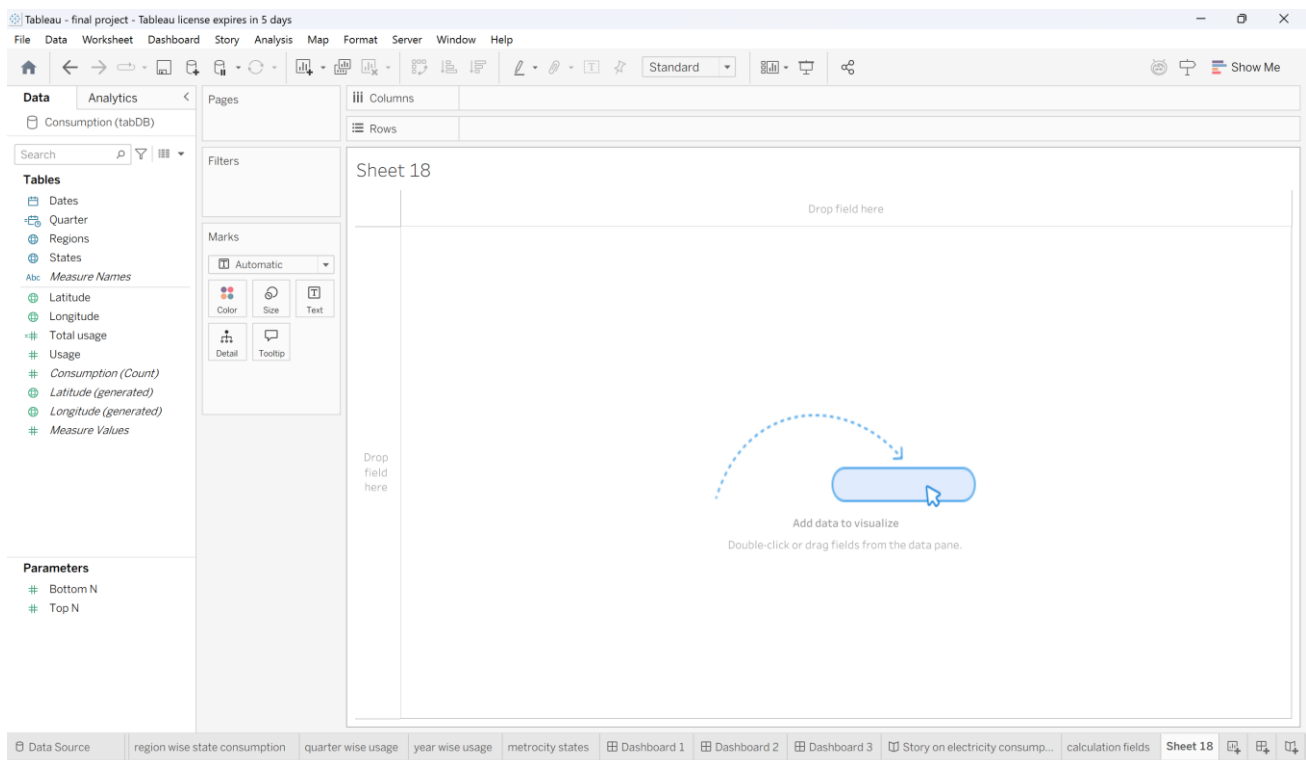 Tableau - final project - Tableau license expires in 5 days
File Data Worksheet Dashboard Story Analysis Map Format Server Window Help
Standard
Show Me
Data Analytics
Consumption (tabDB)
Search
Tables
Dates
Quarter
Regions
States
Abc Measure Names
Latitude
Longitude
Total usage
Usage
Consumption (Count)
Latitude (generated)
Longitude (generated)
Measure Values
Parameters
Bottom N
Top N
Pages
Filters
Marks
Automatic
Color Size Text
Detail Tooltip
Columns
Rows
Sheet 18
Drop field here
Drop
field
here
Add data to visualize
Double-click or drag fields from the data pane.
Data Source region wise state consumption quarter wise usage year wise usage metrocity states Dashboard 1 Dashboard 2 Dashboard 3 Story on electricity consump... calculation fields Sheet 18